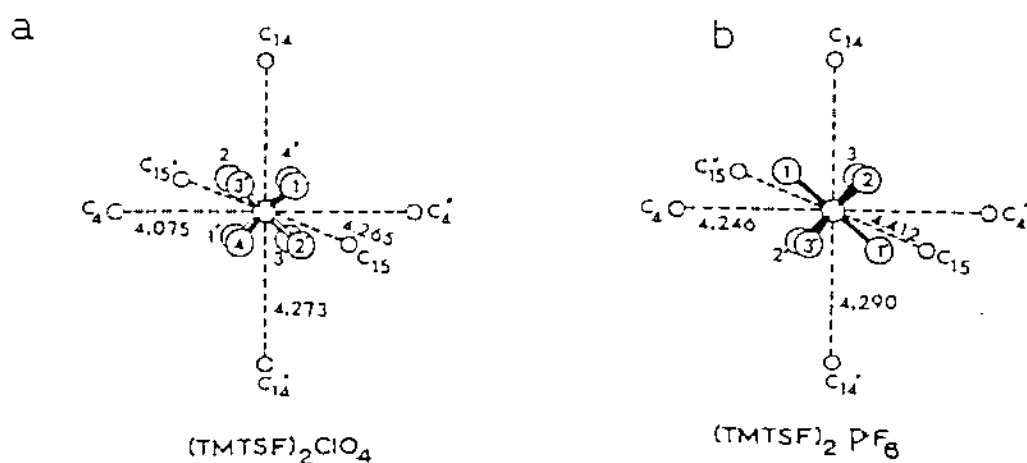 a
C14
2
4'
C15'
3'
1
C4
C4'
4.075
4.265
1'
4
2'
3
C15
4.273
C14'
(TMTSF)2ClO4
b
C14
3
1
2
C15'
C4
C4'
4.246
4.412
2'
3'
1'
C15
4.290
C14'
(TMTSF)2 PF6